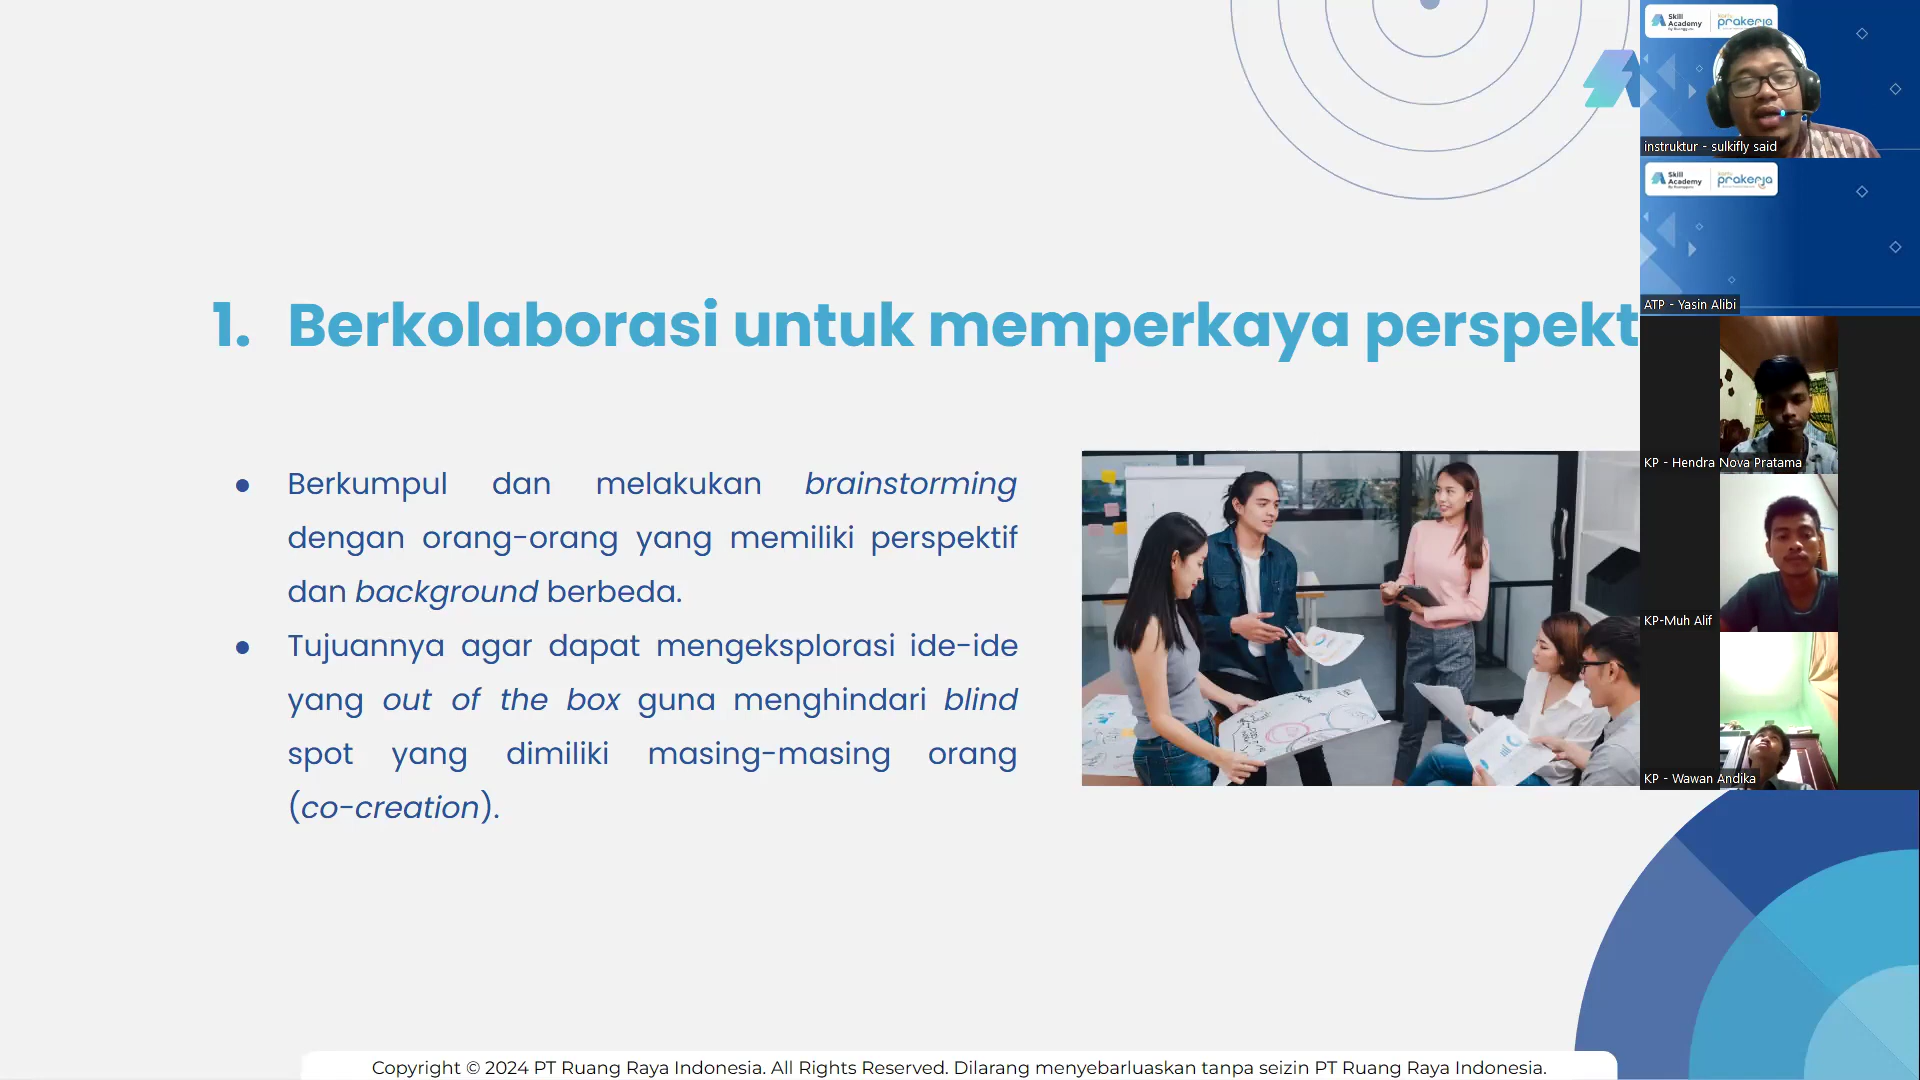 1. Berkolaborasi untuk memperkaya perspekt
● Berkumpul dan melakukan brainstorming
dengan orang-orang yang memiliki perspektif
dan background berbeda.
● Tujuannya agar dapat mengeksplorasi ide-ide
yang out of the box guna menghindari blind
spot yang dimiliki masing-masing orang
(co-creation).
Skill
Academy
prakerja
instruktur - sulkifly said
Skill
Academy
prakerja
ATP - Yasin Alibi
KP - Hendra Nova Pratama
KP-Muh Alif
KP - Wawan Andika
Copyright © 2024 PT Ruang Raya Indonesia. All Rights Reserved. Dilarang menyebarluaskan tanpa seizin PT Ruang Raya Indonesia.